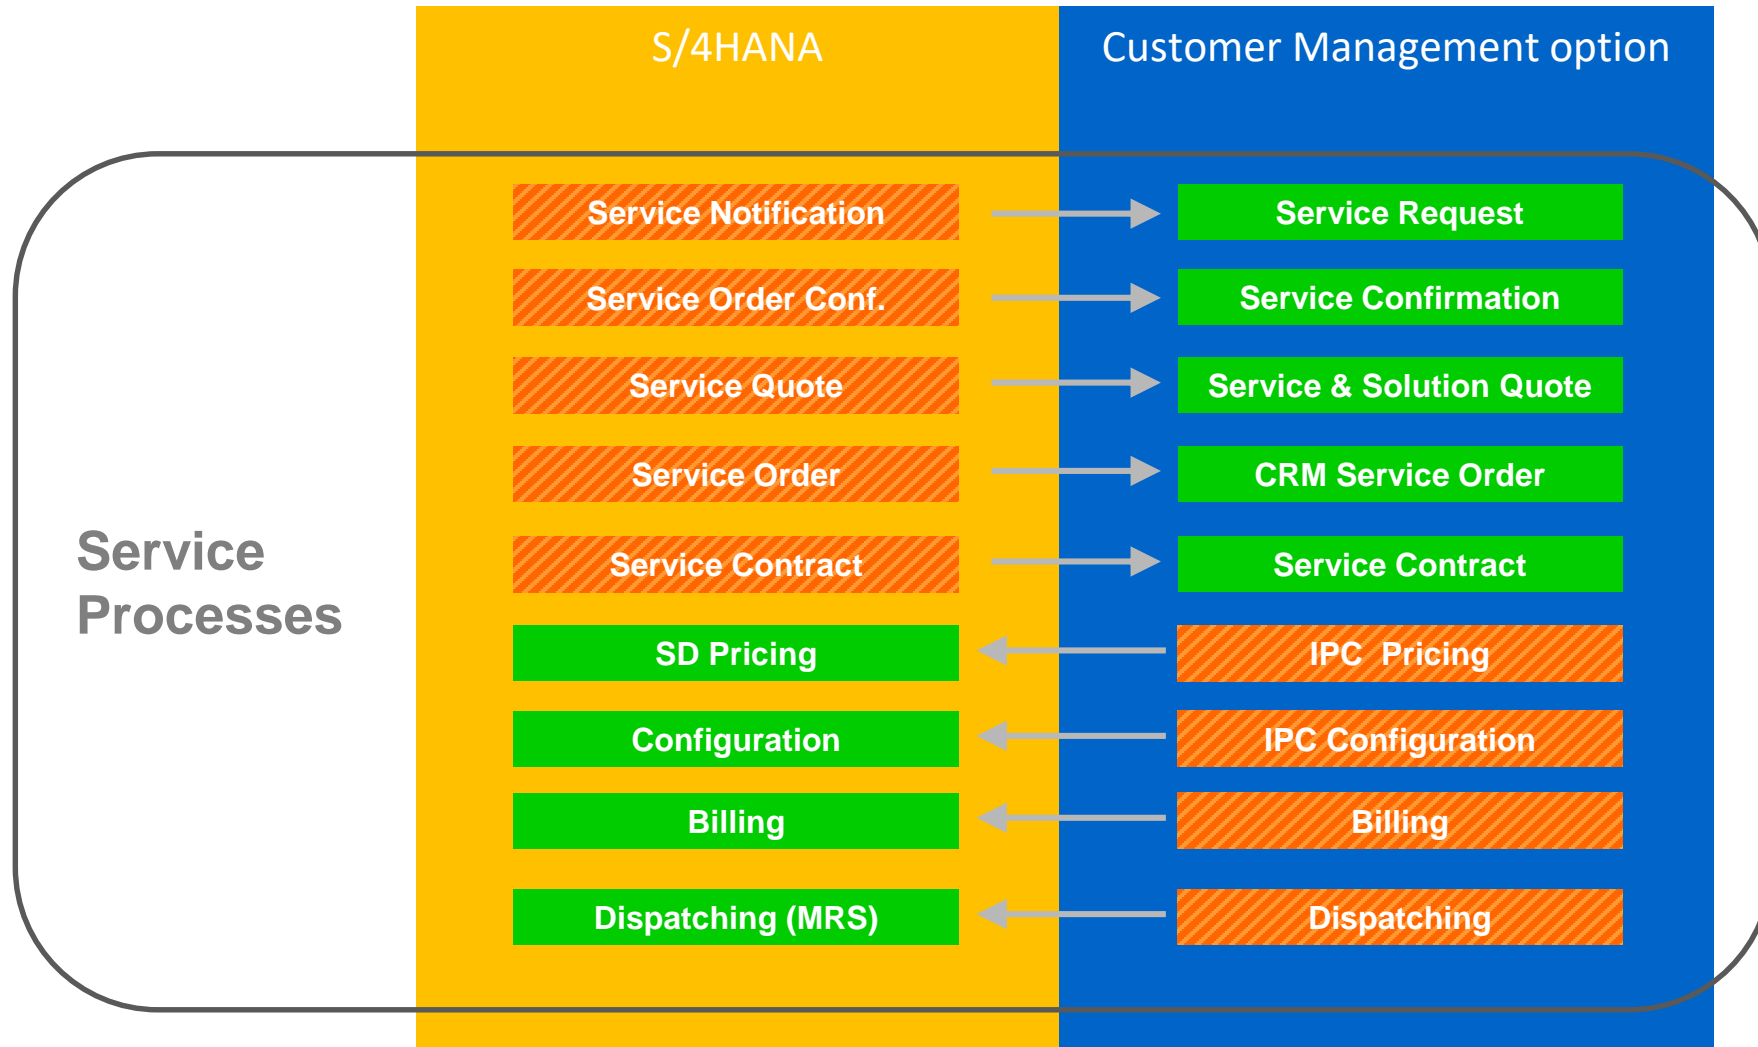 S/4HANA
Customer Management option
Service Notification
Service Request
Service Order Conf.
Service Confirmation
Service Quote
Service & Solution Quote
Service Order
CRM Service Order
Service Contract
Service Contract
Service
Processes
SD Pricing
IPC  Pricing
Configuration
IPC Configuration
Billing
Billing
Dispatching (MRS)
Dispatching